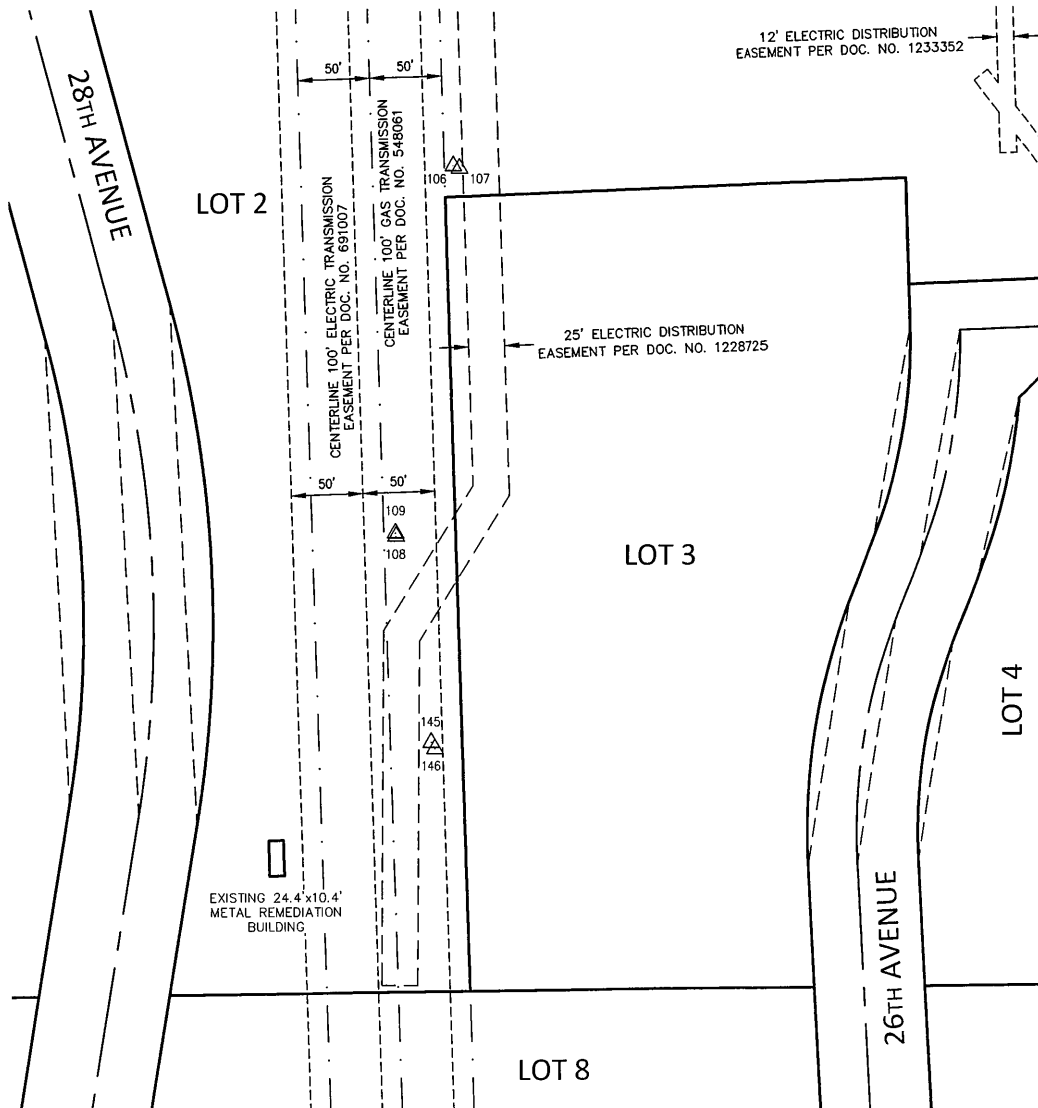 12' ELECTRIC DISTRIBUTION
EASEMENT PER DOC. NO. 1233352
28TH AVENUE
50'
50'
LOT 2
CENTERLINE 100' ELECTRIC TRANSMISSION
EASEMENT PER DOC. NO. 691007
CENTERLINE 100' GAS TRANSMISSION
EASEMENT PER DOC. NO. 548061
106
107
25' ELECTRIC DISTRIBUTION
EASEMENT PER DOC. NO. 1228725
50'
50'
109
108
LOT 3
LOT 4
145
146
EXISTING 24.4'x10.4'
METAL REMEDIATION
BUILDING
26TH AVENUE
LOT 8